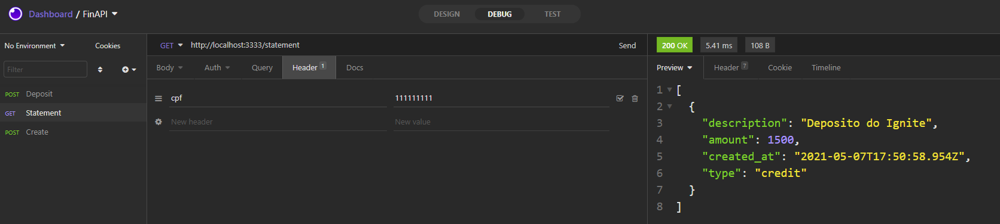 Dashboard / FinAPI
DESIGN DEBUG TEST
No Environment Cookies
Filter
POST Deposit
GET Statement
POST Create
GET http://localhost:3333/statement Send
Body Auth Query Header 1 Docs
cpf 111111111
New header New value
200 OK 5.41 ms 108 B
Preview Header 7 Cookie Timeline
1 [
2 {
3 "description": "Deposito do Ignite",
4 "amount": 1500,
5 "created_at": "2021-05-07T17:50:58.954Z",
6 "type": "credit"
7 }
8 ]